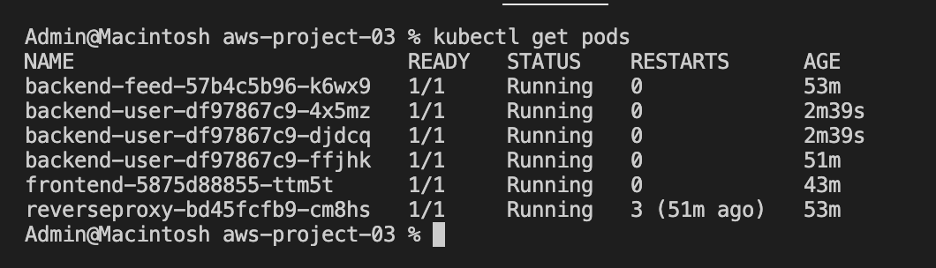 Admin@Macintosh aws-project-03 % kubectl get pods
NAME READY STATUS RESTARTS AGE
backend-feed-57b4c5b96-k6wx9 1/1 Running 0 53m
backend-user-df97867c9-4x5mz 1/1 Running 0 2m39s
backend-user-df97867c9-djdcq 1/1 Running 0 2m39s
backend-user-df97867c9-ffjhk 1/1 Running 0 51m
frontend-5875d88855-ttm5t 1/1 Running 0 43m
reverseproxy-bd45fcfb9-cm8hs 1/1 Running 3 (51m ago) 53m
Admin@Macintosh aws-project-03 %